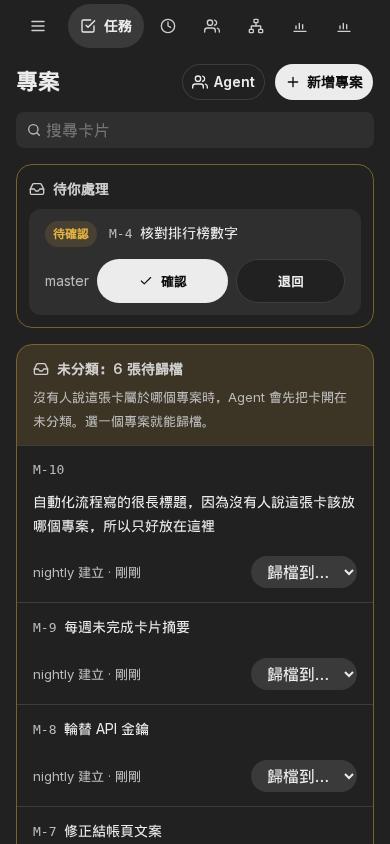 任務
專案
Agent
新增專案
搜尋卡片
待你處理
待確認 M-4 核對排行榜數字
master 確認 退回
未分類: 6 張待歸檔
沒有人說這張卡屬於哪個專案時，Agent 會先把卡開在
未分類。選一個專案就能歸檔。
M-10
自動化流程寫的很長標題，因為沒有人說這張卡該放
哪個專案，所以只好放在這裡
nightly 建立 · 剛剛 歸檔到...
M-9 每週未完成卡片摘要
nightly 建立 · 剛剛 歸檔到...
M-8 輪替 API 金鑰
nightly 建立 · 剛剛 歸檔到...
M-7 修正結帳頁文案